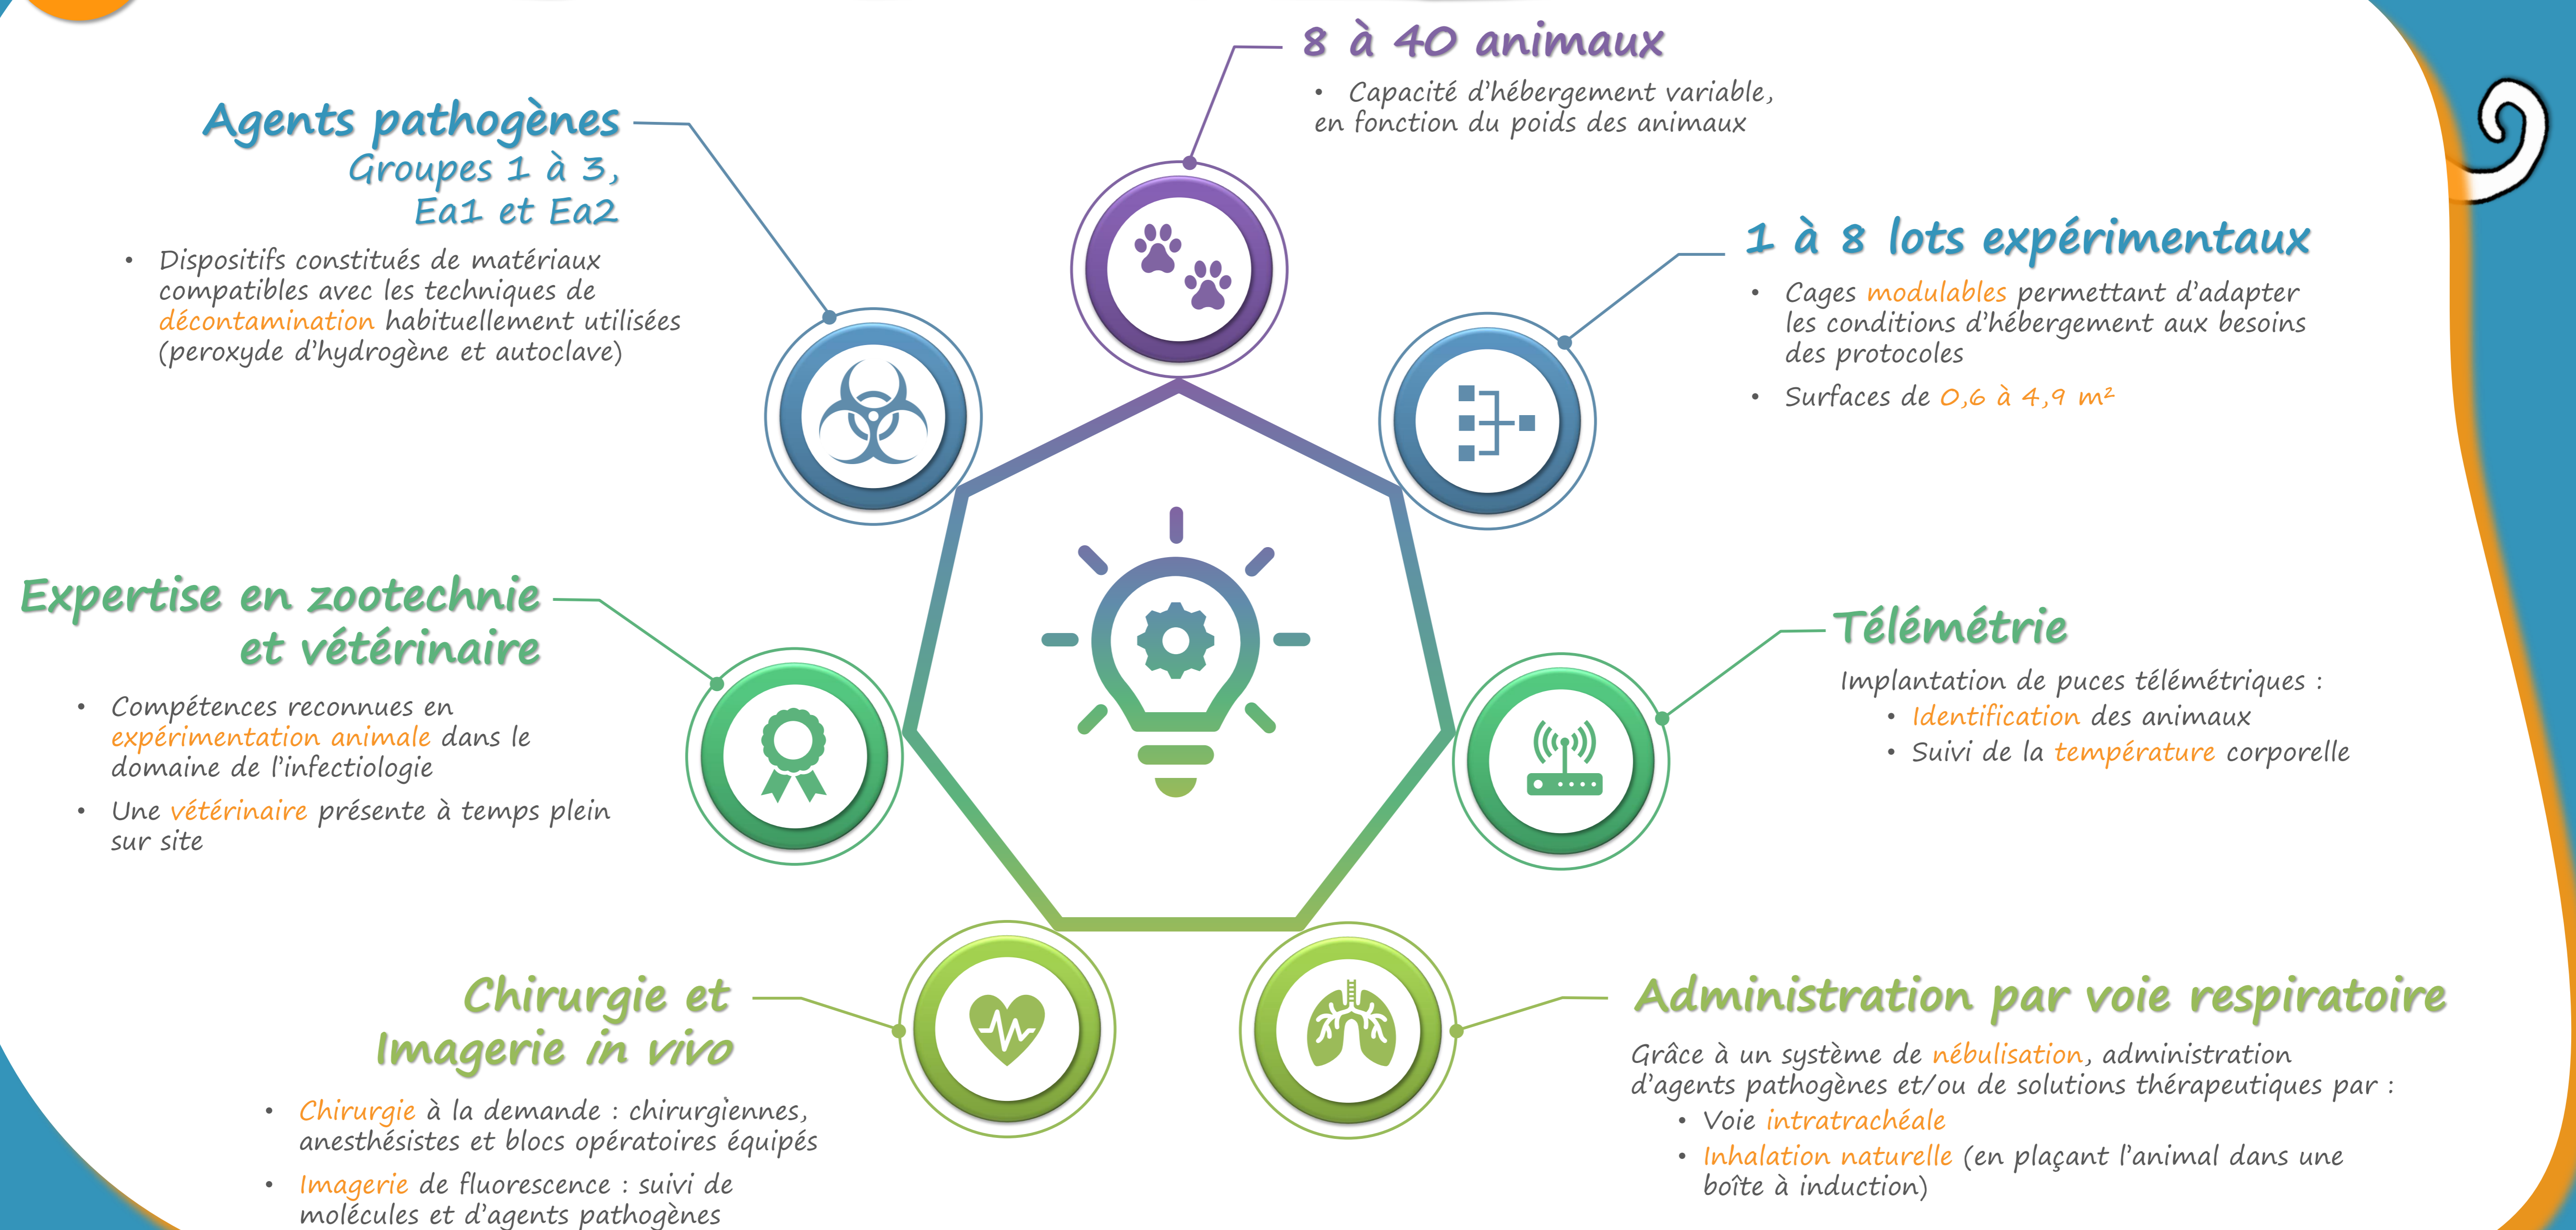 8 à 40 animaux
• Capacité d'hébergement variable,
en fonction du poids des animaux
Agents pathogènes
Groupes 1 à 3,
Ea1 et Ea2
• Dispositifs constitués de matériaux
compatibles avec les techniques de
décontamination habituellement utilisées
(peroxyde d'hydrogène et autoclave)
1 à 8 lots expérimentaux
• Cages modulables permettant d'adapter
les conditions d'hébergement aux besoins
des protocoles
• Surfaces de 0,6 à 4,9 m²
Expertise en zootechnie
et vétérinaire
• Compétences reconnues en
expérimentation animale dans le
domaine de l'infectiologie
• Une vétérinaire présente à temps plein
sur site
Télémétrie
Implantation de puces télémétriques :
• Identification des animaux
• Suivi de la température corporelle
Chirurgie et
Imagerie in vivo
• Chirurgie à la demande : chirurgiennes,
anesthésistes et blocs opératoires équipés
• Imagerie de fluorescence : suivi de
molécules et d'agents pathogènes
Administration par voie respiratoire
Grâce à un système de nébulisation, administration
d'agents pathogènes et/ou de solutions thérapeutiques par :
• Voie intratrachéale
• Inhalation naturelle (en plaçant l'animal dans une
boîte à induction)